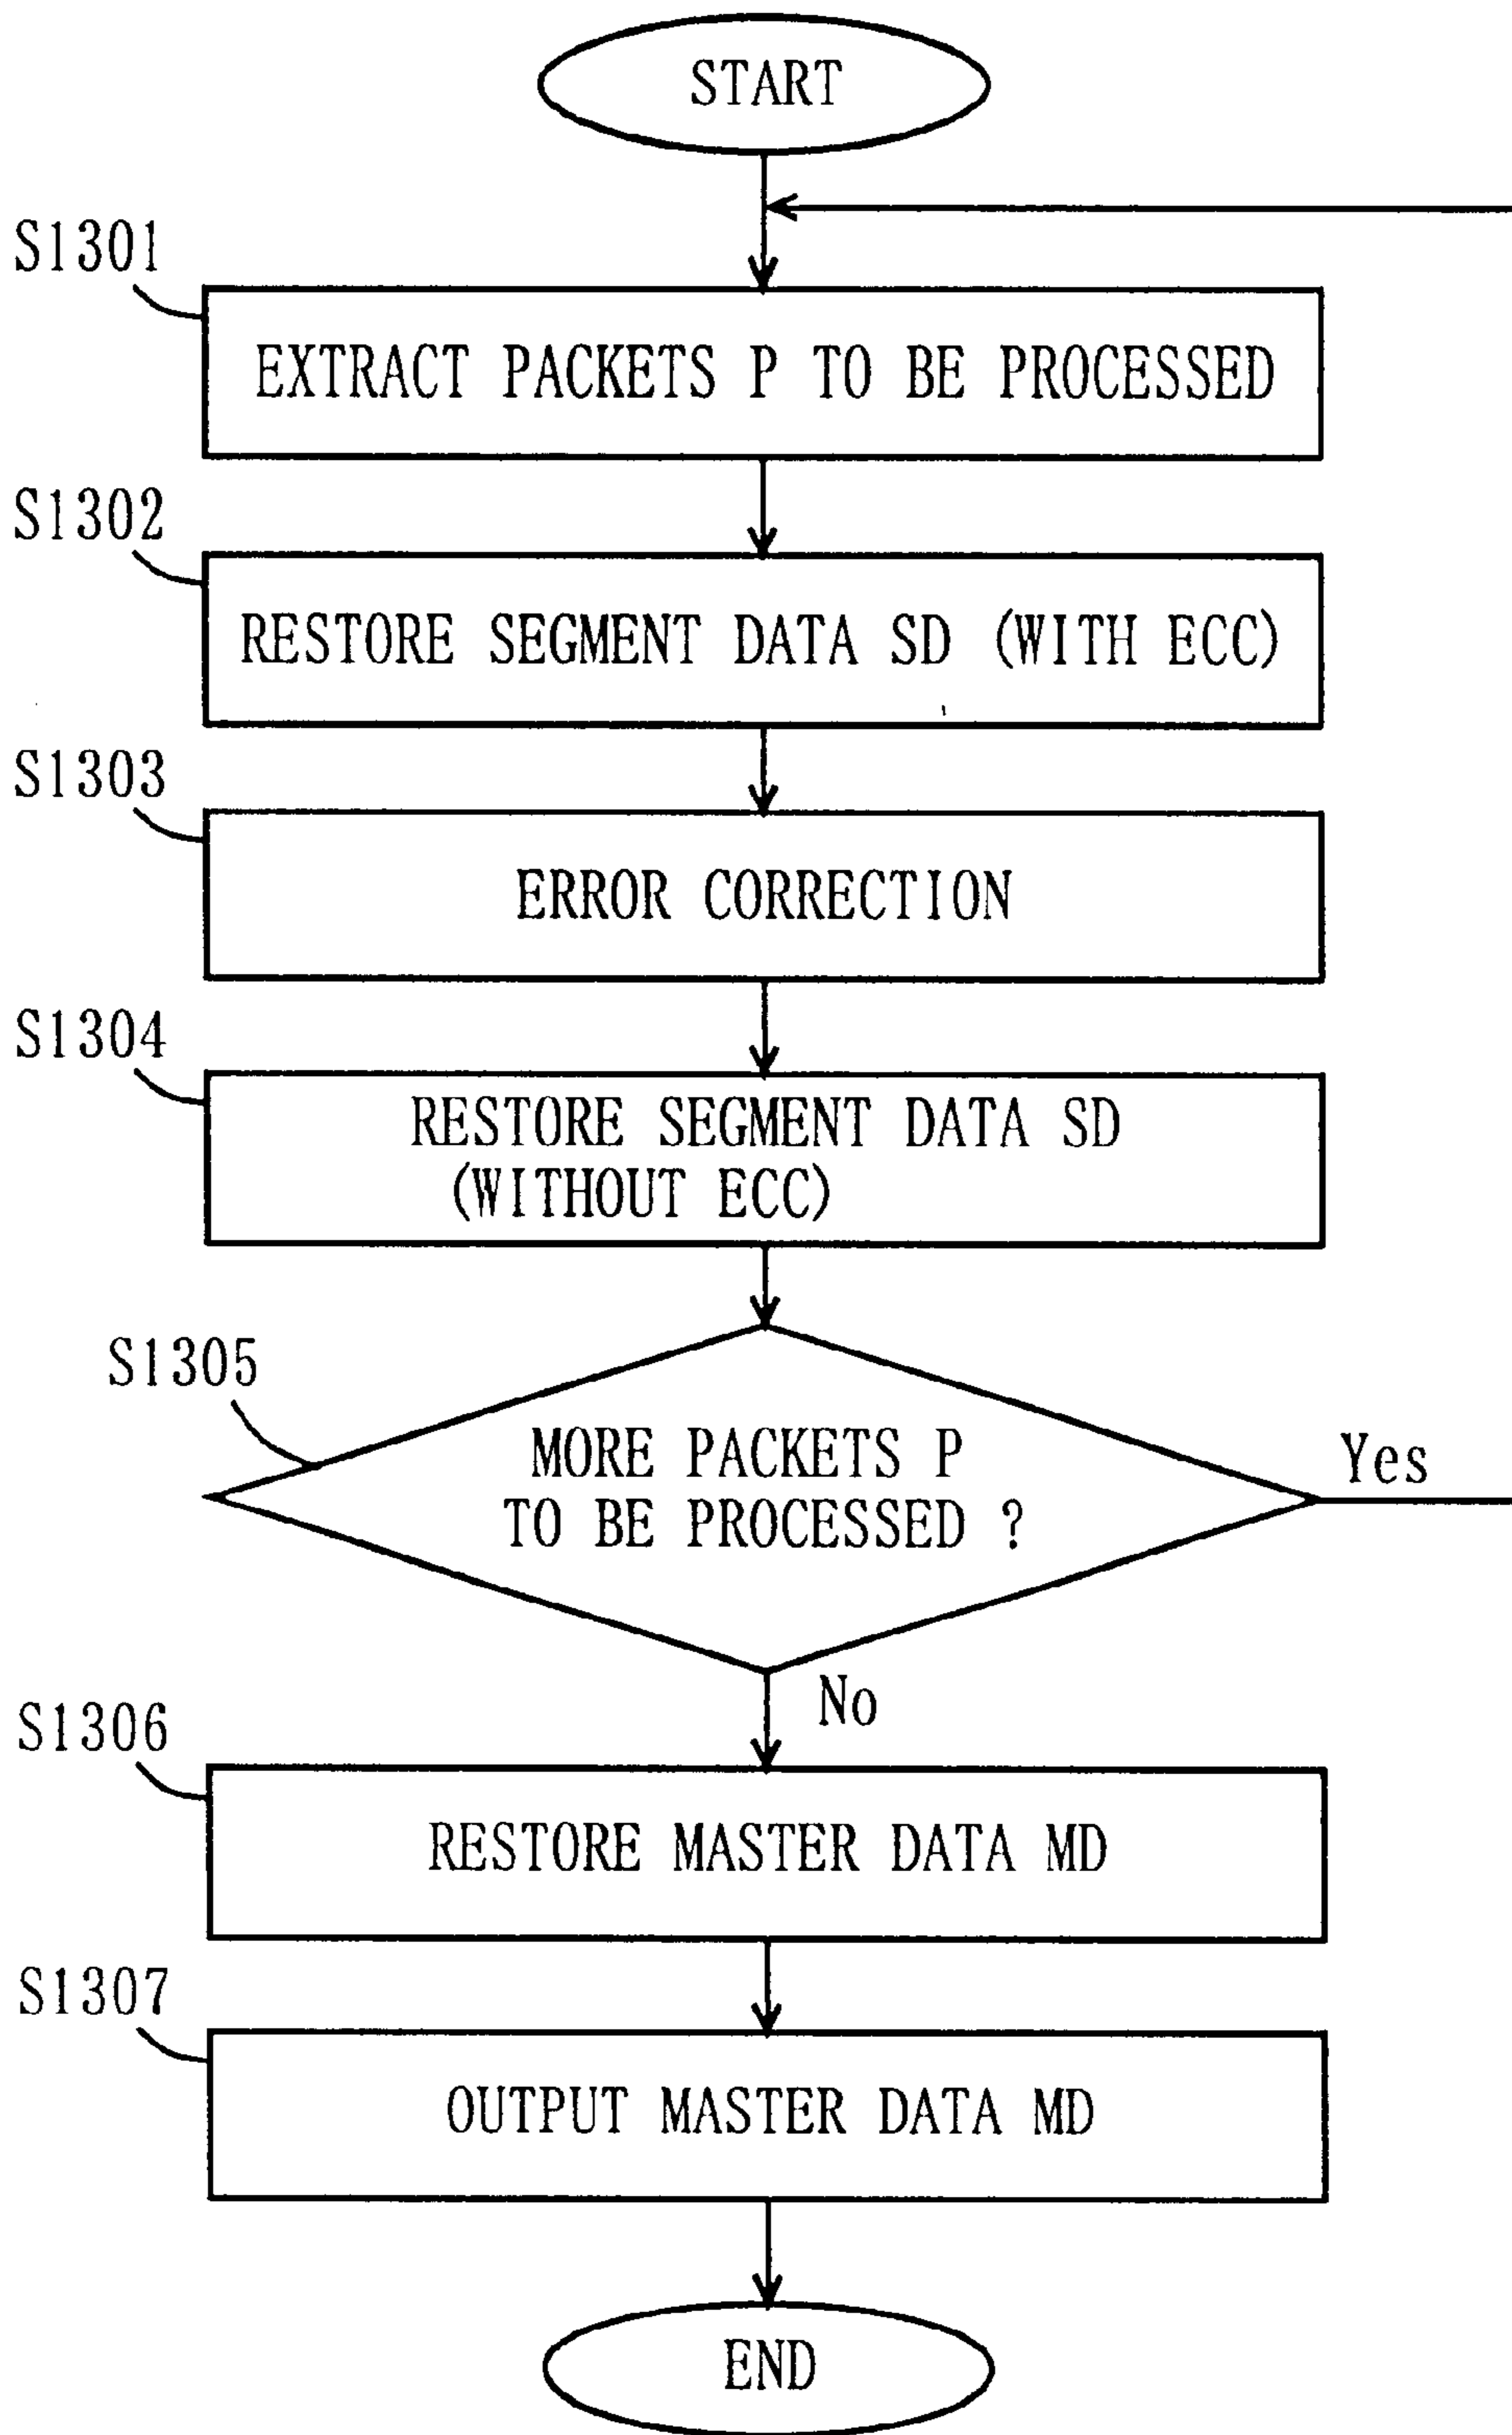 START
S1301
EXTRACT PACKETS P TO BE PROCESSED
S1302
RESTORE SEGMENT DATA SD (WITH ECC)
S1303
ERROR CORRECTION
S1304
RESTORE SEGMENT DATA SD
(WITHOUT ECC)
S1305
MORE PACKETS P
TO BE PROCESSED ?
Yes
No
S1306
RESTORE MASTER DATA MD
S1307
OUTPUT MASTER DATA MD
END